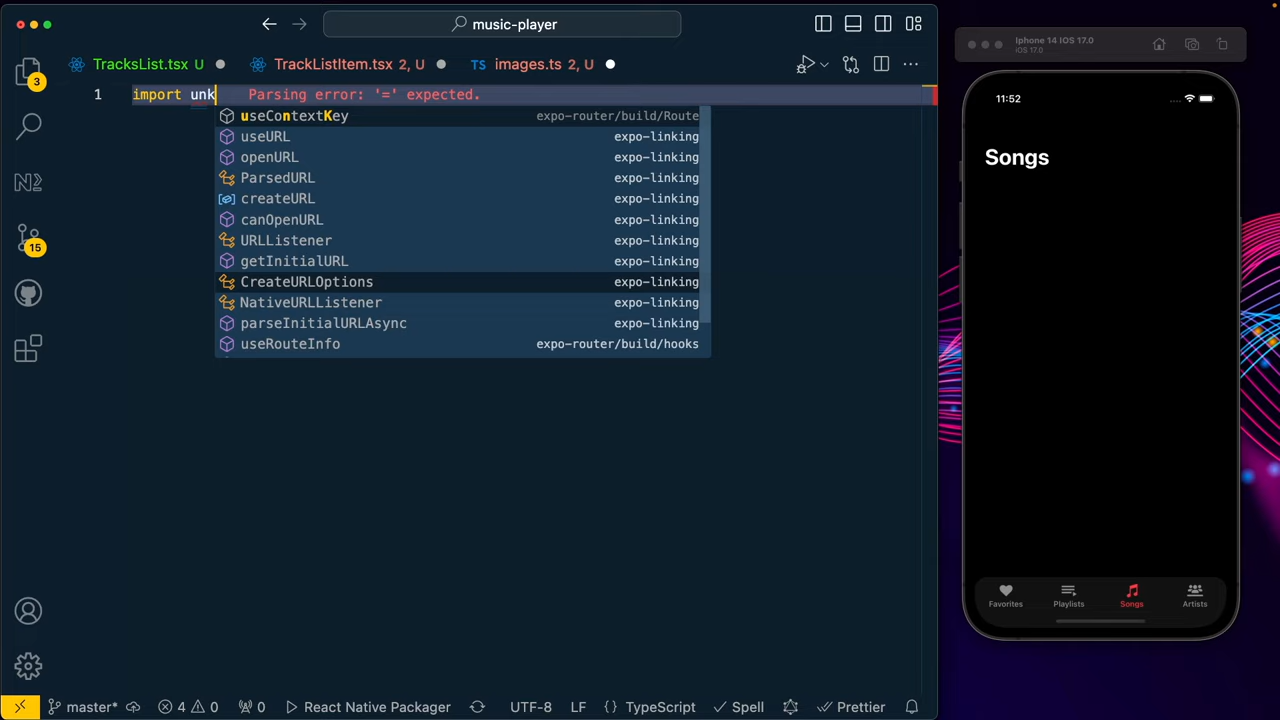 music-player
TracksList.tsx U
TrackListItem.tsx 2, U
TS images.ts 2, U
1 import unk Parsing error: '=' expected.
useContextKey expo-router/build/Route
useURL expo-linking
openURL expo-linking
ParsedURL expo-linking
createURL expo-linking
canOpenURL expo-linking
URLListener expo-linking
getInitialURL expo-linking
CreateURLOptions expo-linking
NativeURLListener expo-linking
parseInitialURLAsync expo-linking
useRouteInfo expo-router/build/hooks
3
15
master* 4 0 0 React Native Packager UTF-8 LF {} TypeScript Spell Prettier
Iphone 14 IOS 17.0
iOS 17.0
11:52
Songs
Favorites Playlists Songs Artists